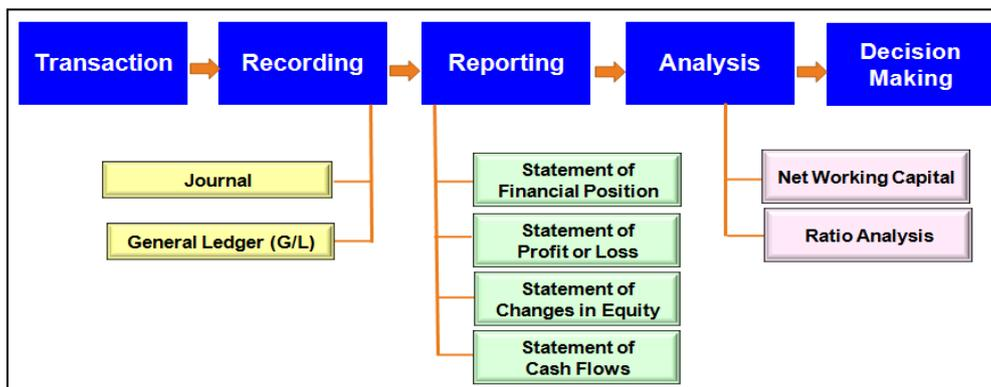 Transaction
Recording
Reporting
Analysis
Decision
Making
Journal
General Ledger (G/L)
Statement of
Financial Position
Statement of
Profit or Loss
Statement of
Changes in Equity
Statement of
Cash Flows
Net Working Capital
Ratio Analysis